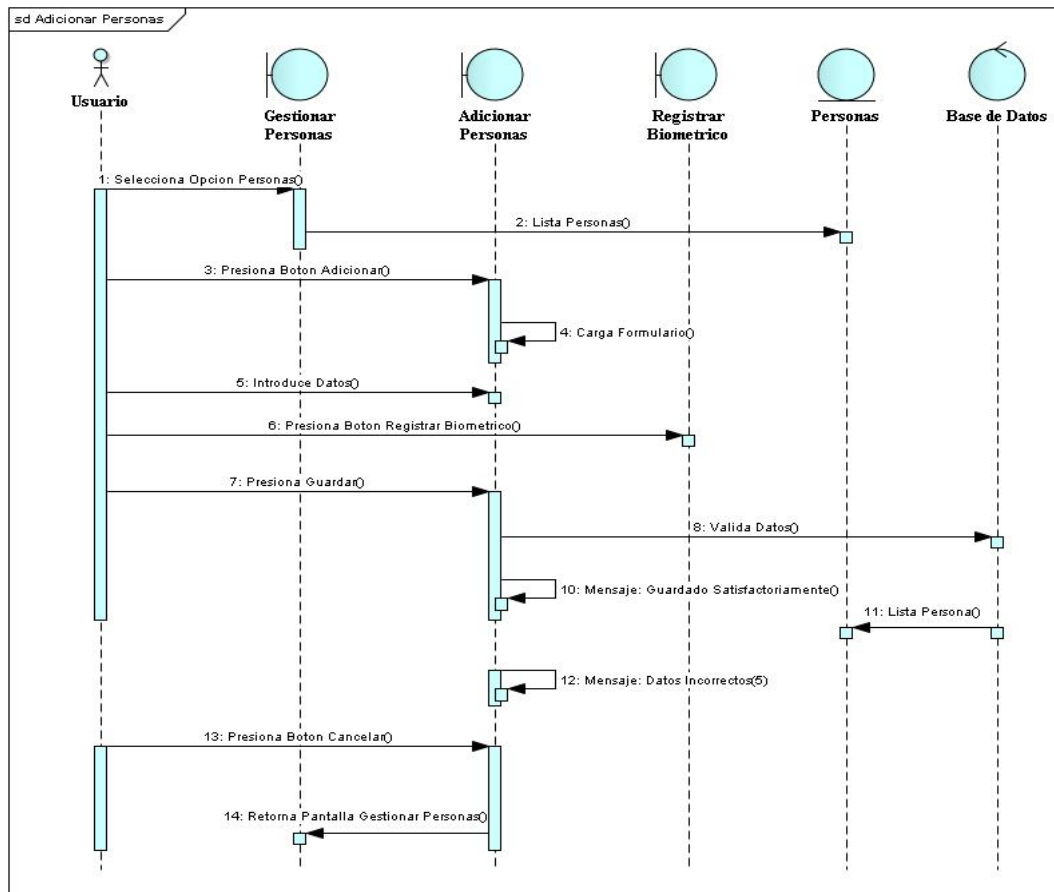 sd Adicionar Personas
Usuario
Gestionar
Personas
Adicionar
Personas
Registrar
Biometrico
Personas
Base de Datos
1: Selecciona Opcion Personas()
2: Lista Personas()
3: Presiona Boton Adicionar()
4: Carga Formulario()
5: Introduce Datos()
6: Presiona Boton Registrar Biometrico()
7: Presiona Guardar()
8: Valida Datos()
10: Mensaje: Guardado Satisfactoriamente()
11: Lista Persona()
12: Mensaje: Datos Incorrectos(5)
13: Presiona Boton Cancelar()
14: Retorna Pantalla Gestionar Personas()